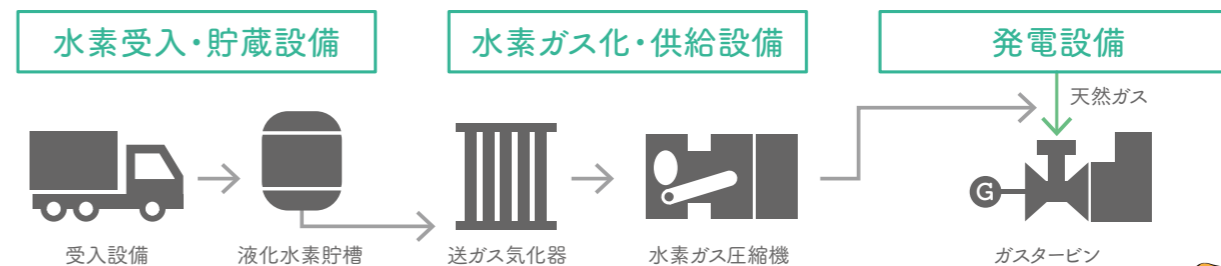 水素受入・貯蔵設備
水素ガス化・供給設備
発電設備
天然ガス
G
受入設備
液化水素貯槽
送ガス気化器
水素ガス圧縮機
ガスタービン